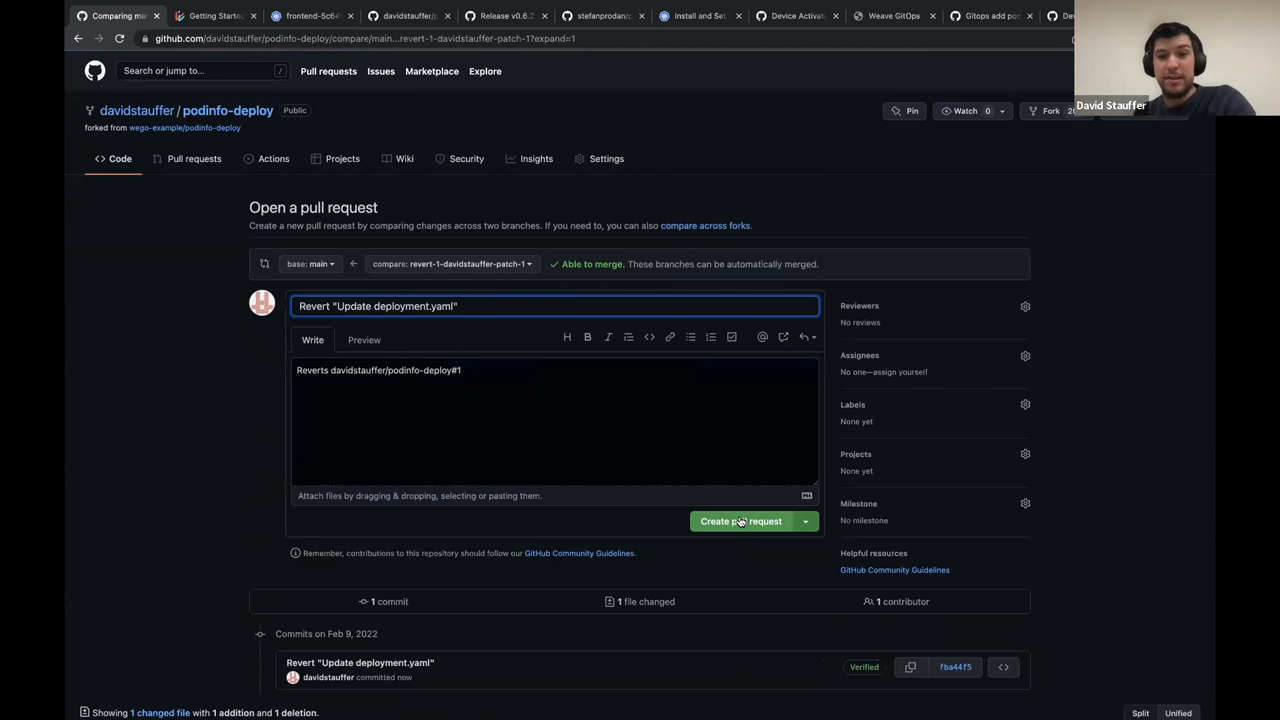 Comparing ma
Getting Starte
frontend-5c64
davidstauffer/p
Release v0.6.2
stefanprodan/p
Install and Set
Device Activat
Weave GitOps
Gitops add poc
github.com/davidstauffer/podinfo-deploy/compare/main...revert-1-davidstauffer-patch-1?expand=1
Search or jump to...
/
Pull requests
Issues
Marketplace
Explore
David Stauffer
davidstauffer / podinfo-deploy
Public
Pin
Watch 0
Fork
forked from wego-example/podinfo-deploy
Code
Pull requests
Actions
Projects
Wiki
Security
Insights
Settings
Open a pull request
Create a new pull request by comparing changes across two branches. If you need to, you can also compare across forks.
base: main
compare: revert-1-davidstauffer-patch-1
Able to merge. These branches can be automatically merged.
Revert "Update deployment.yaml"
Write
Preview
Reverts davidstauffer/podinfo-deploy#1
Attach files by dragging & dropping, selecting or pasting them.
Create pull request
Remember, contributions to this repository should follow our GitHub Community Guidelines.
Reviewers
No reviews
Assignees
No one—assign yourself
Labels
None yet
Projects
None yet
Milestone
No milestone
Helpful resources
GitHub Community Guidelines
1 commit
1 file changed
1 contributor
Commits on Feb 9, 2022
Revert "Update deployment.yaml"
davidstauffer committed now
Verified
fba44f5
Showing 1 changed file with 1 addition and 1 deletion.
Split
Unified